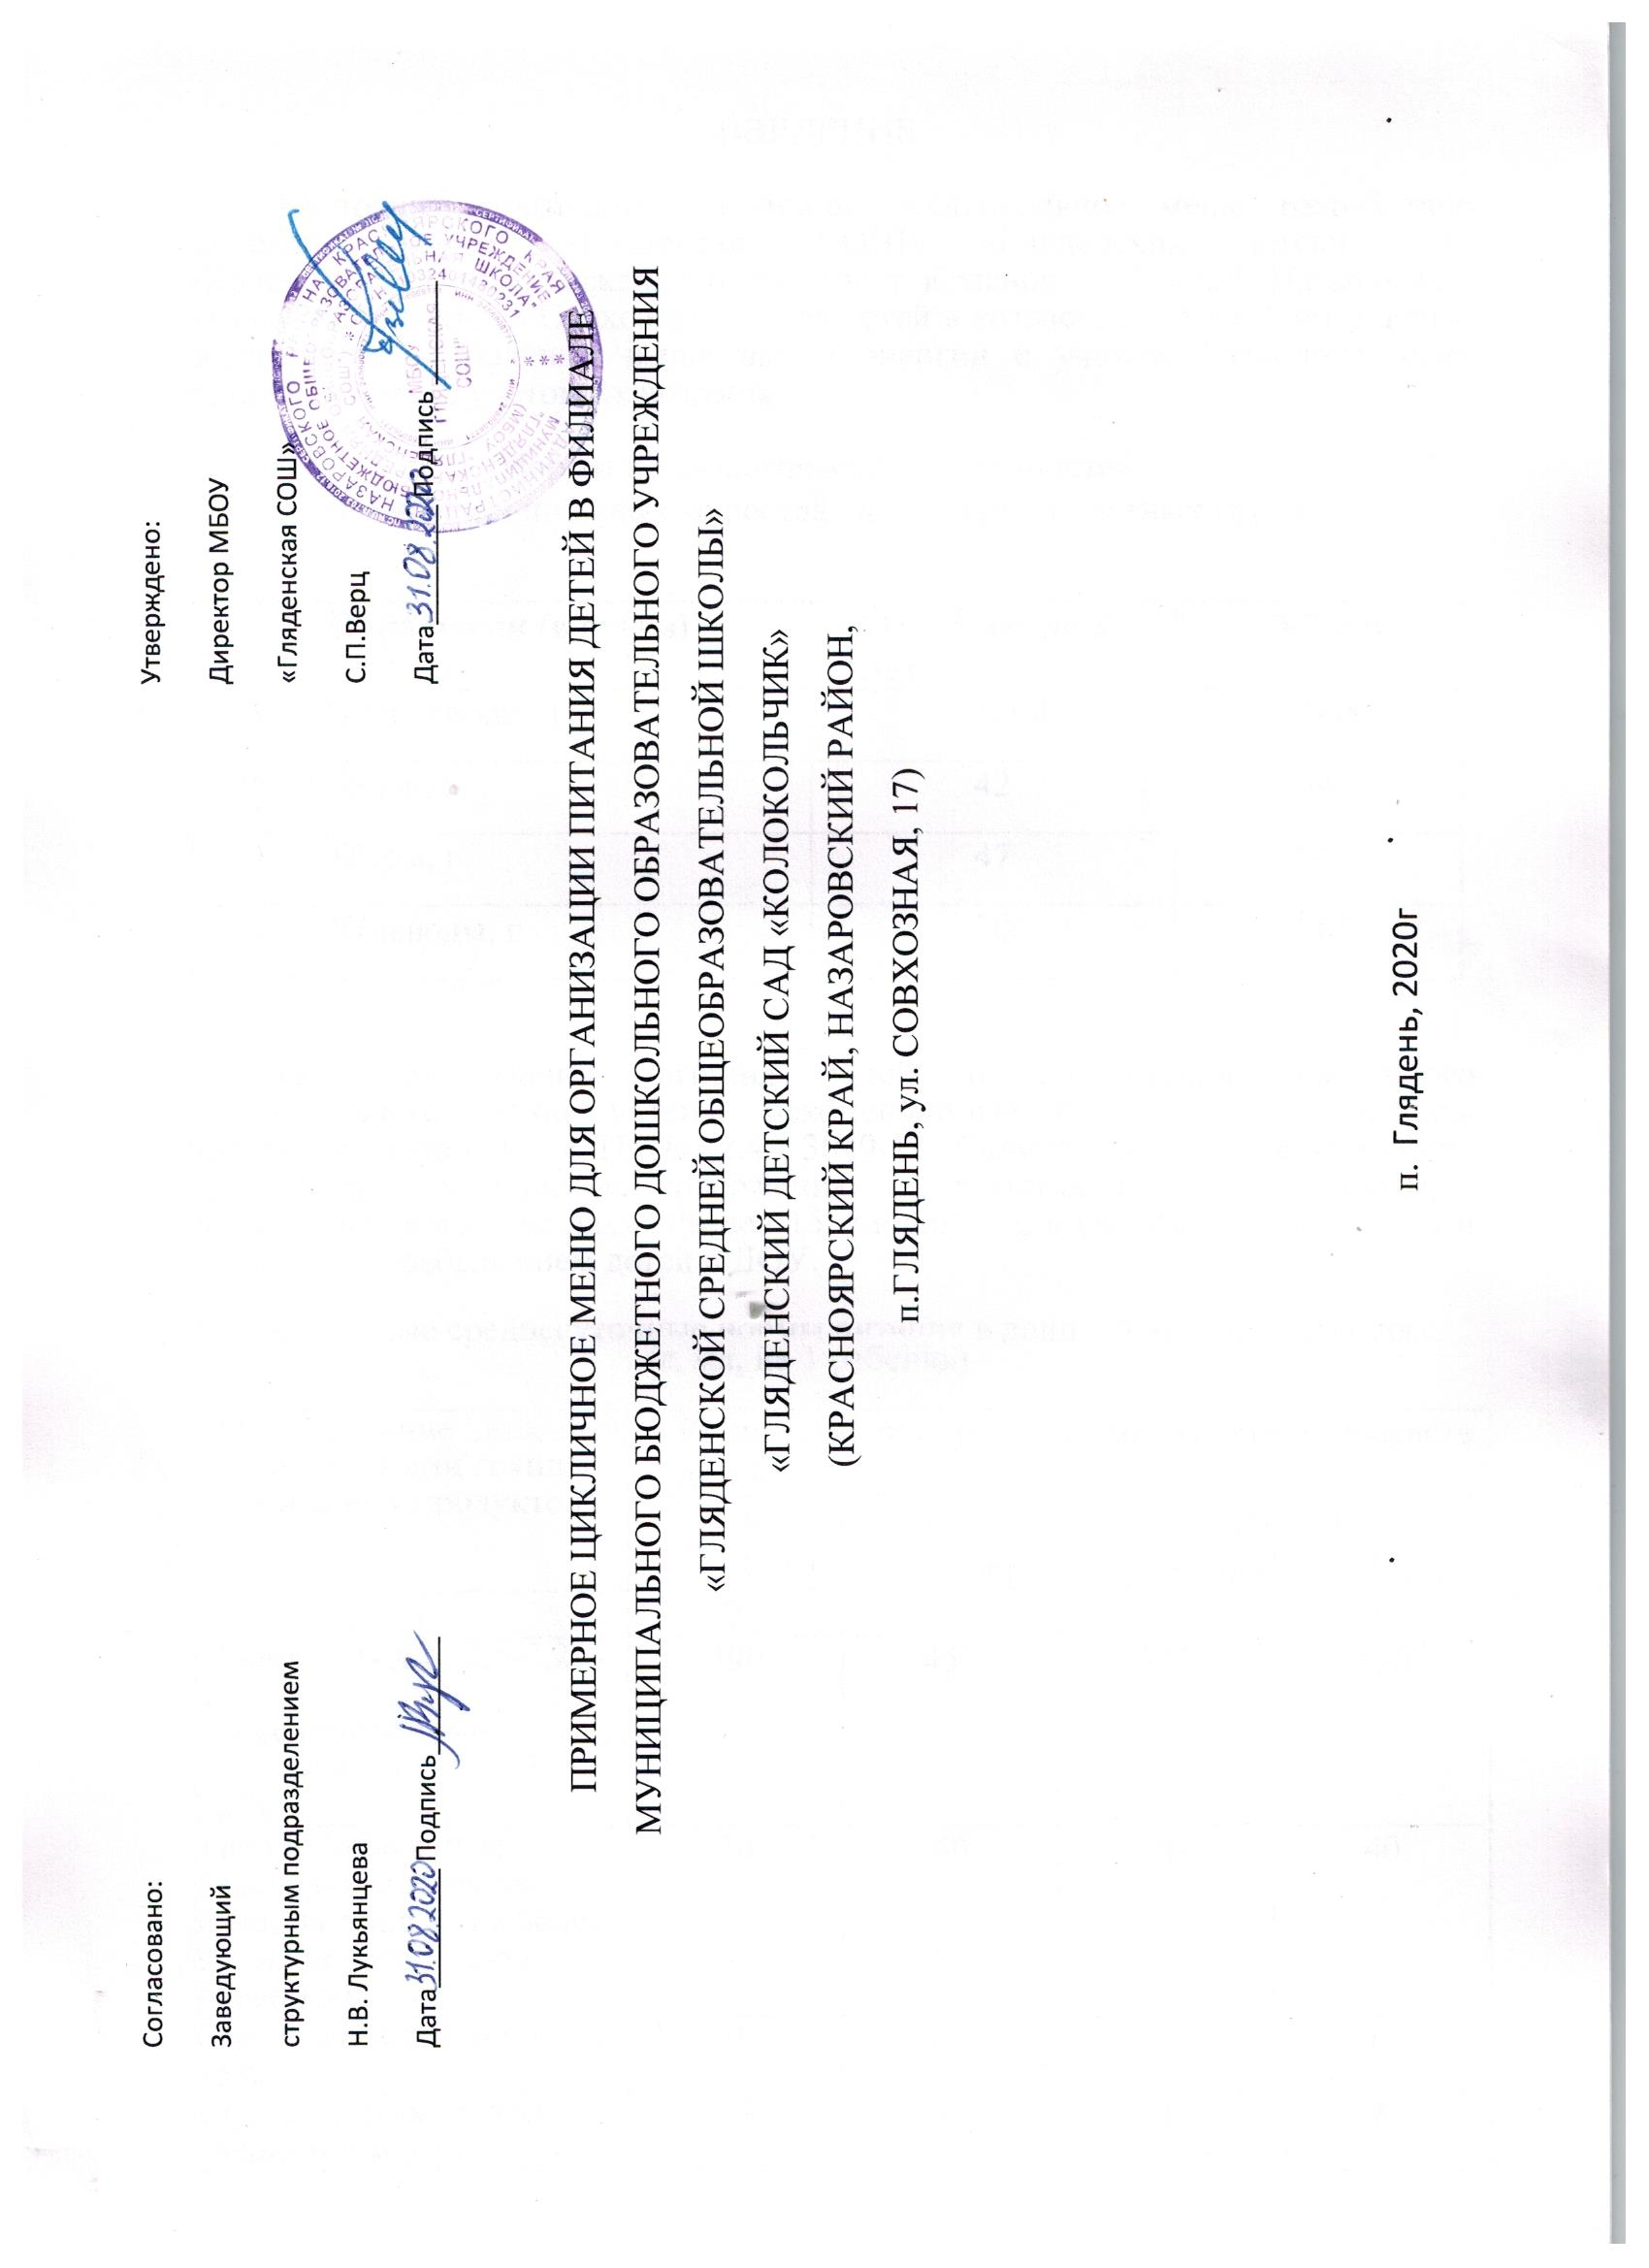 Согласовано:
Заведующий
структурным подразделением
Н.В. Лукьянцева
Дата 31.08.2020 Подпись
Утверждено:
Директор МБОУ
«Гляденская СОШ»
С.П.Верц
Дата 31.08.2020 Подпись
ПРИМЕРНОЕ ЦИКЛИЧНОЕ МЕНЮ ДЛЯ ОРГАНИЗАЦИИ ПИТАНИЯ ДЕТЕЙ В ФИЛИАЛЕ
МУНИЦИПАЛЬНОГО БЮДЖЕТНОГО ДОШКОЛЬНОГО ОБРАЗОВАТЕЛЬНОГО УЧРЕЖДЕНИЯ
«ГЛЯДЕНСКОЙ СРЕДНЕЙ ОБЩЕОБРАЗОВАТЕЛЬНОЙ ШКОЛЫ»
«ГЛЯДЕНСКИЙ ДЕТСКИЙ САД «КОЛОКОЛЬЧИК»
(КРАСНОЯРСКИЙ КРАЙ, НАЗАРОВСКИЙ РАЙОН,
п.ГЛЯДЕНЬ, ул. СОВХОЗНАЯ, 17)
п. Глядень, 2020г